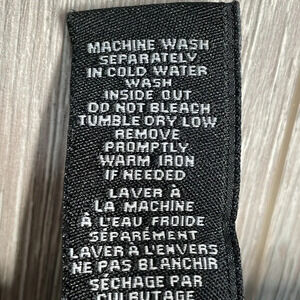 MACHINE WASH
SEPARATELY
IN COLD WATER
WASH
INSIDE OUT
DO NOT BLEACH
TUMBLE DRY LOW
REMOVE
PROMPTLY
WARM IRON
IF NEEDED
LAVER À
LA MACHINE
À L'EAU FROIDE
SÉPARÉMENT
LAVER A L'ENVERS
NE PAS BLANCHIR
SÉCHAGE PAR
CULBUTAGE